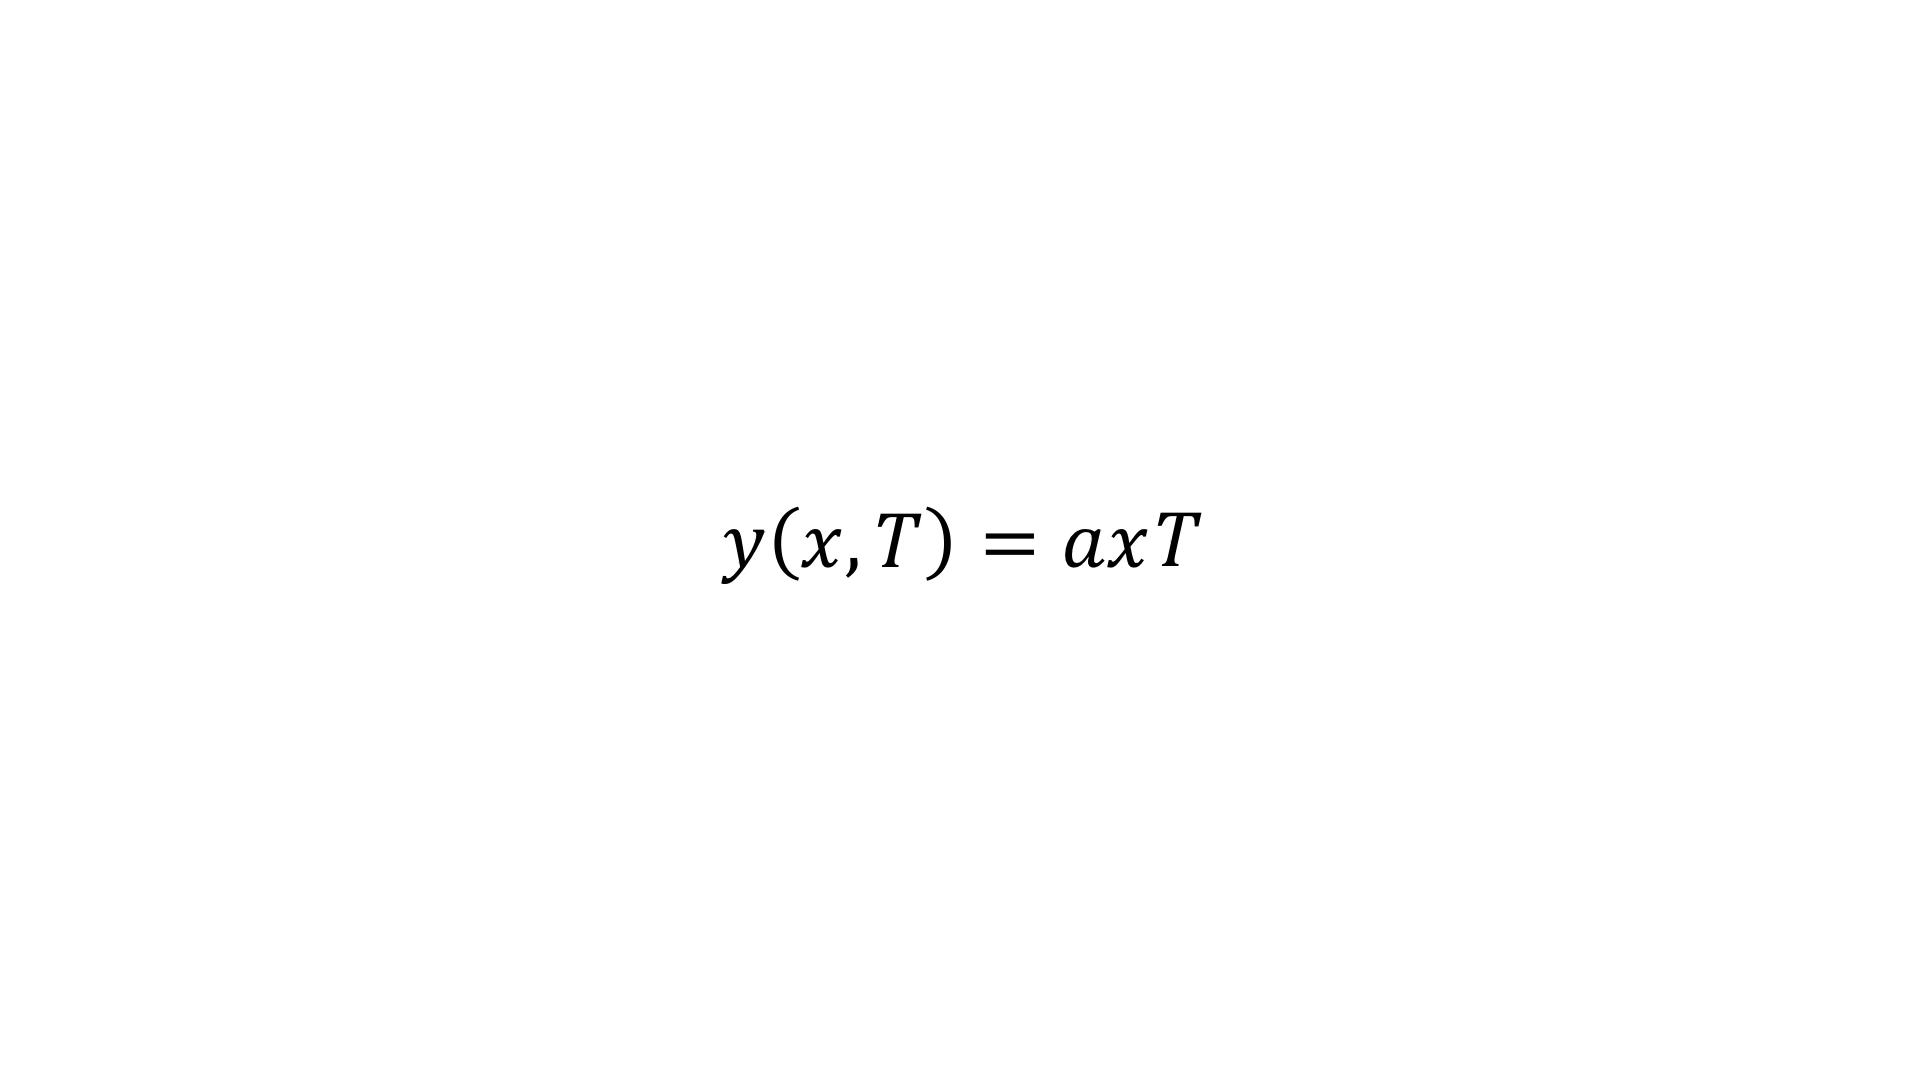 y(x, T) = axT